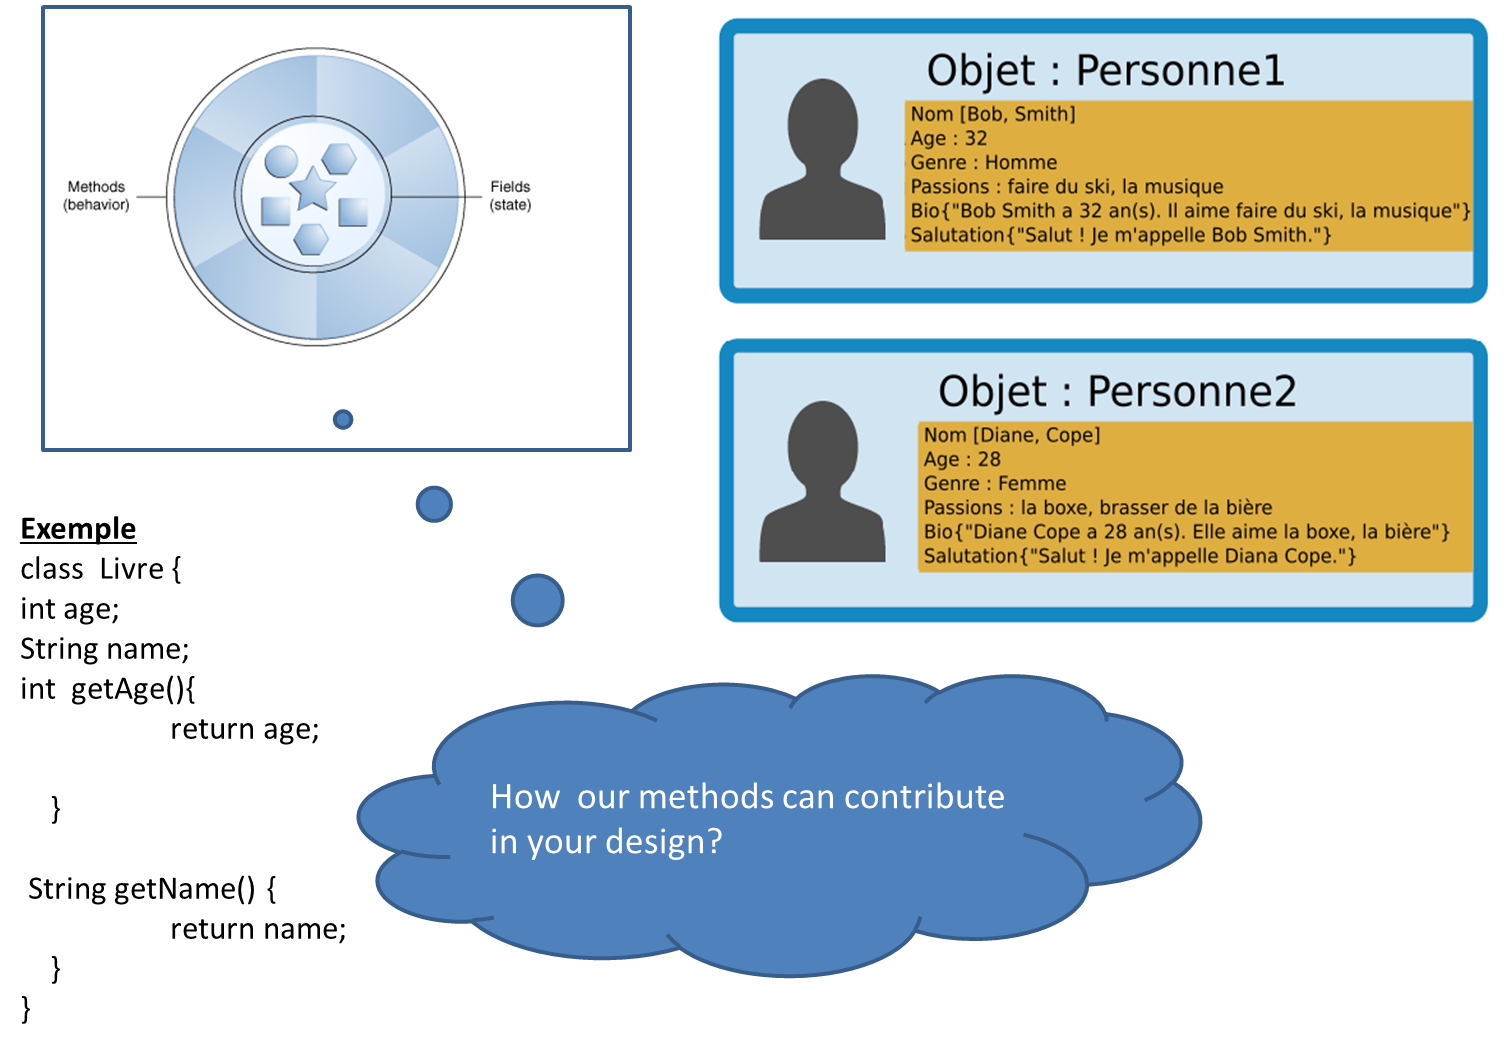 Methods
(behavior)
Fields
(state)
Objet : Personne1
Nom [Bob, Smith]
Age : 32
Genre : Homme
Passions : faire du ski, la musique
Bio{"Bob Smith a 32 an(s). Il aime faire du ski, la musique"}
Salutation{"Salut ! Je m'appelle Bob Smith."}
Objet : Personne2
Nom [Diane, Cope]
Age : 28
Genre : Femme
Passions : la boxe, brasser de la bière
Bio{"Diane Cope a 28 an(s). Elle aime la boxe, la bière"}
Salutation{"Salut ! Je m'appelle Diana Cope."}
Exemple
class  Livre {
int age;
String name;
int  getAge(){
return age;
}
String getName() {
return name;
}
}
How  our methods can contribute
in your design?